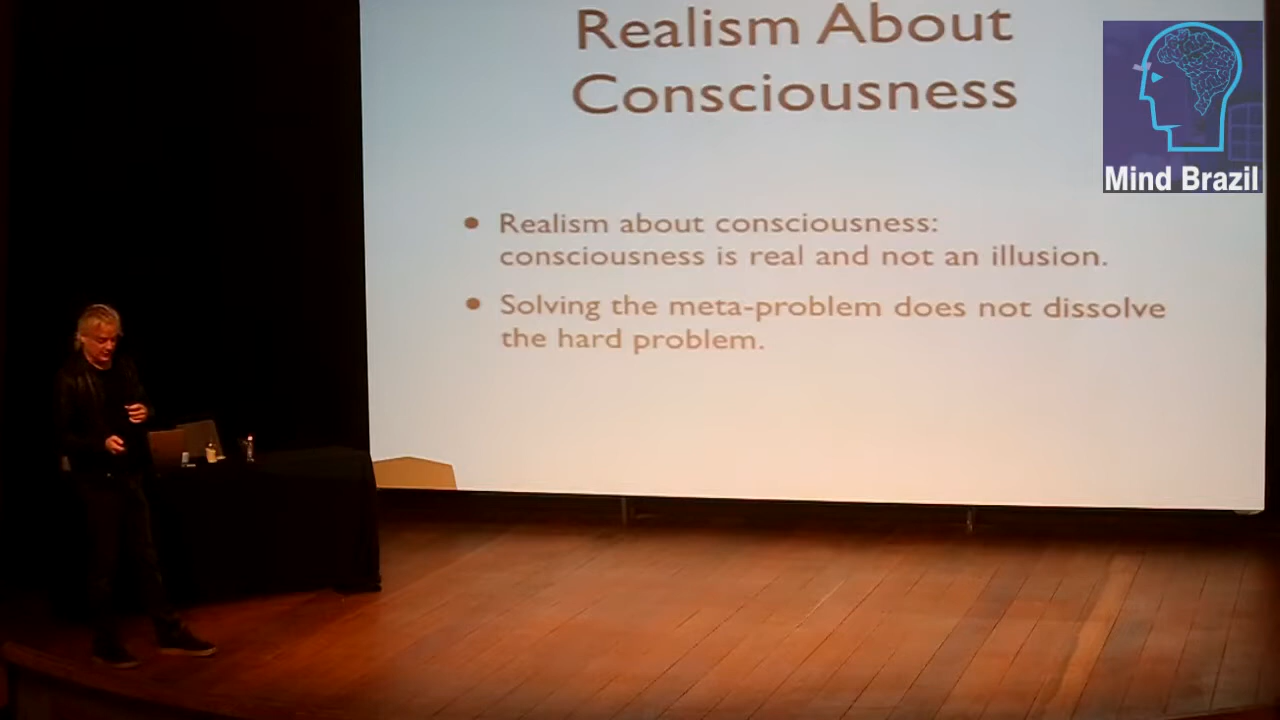 Realism About
Consciousness
Mind Brazil
• Realism about consciousness:
consciousness is real and not an illusion.
• Solving the meta-problem does not dissolve
the hard problem.